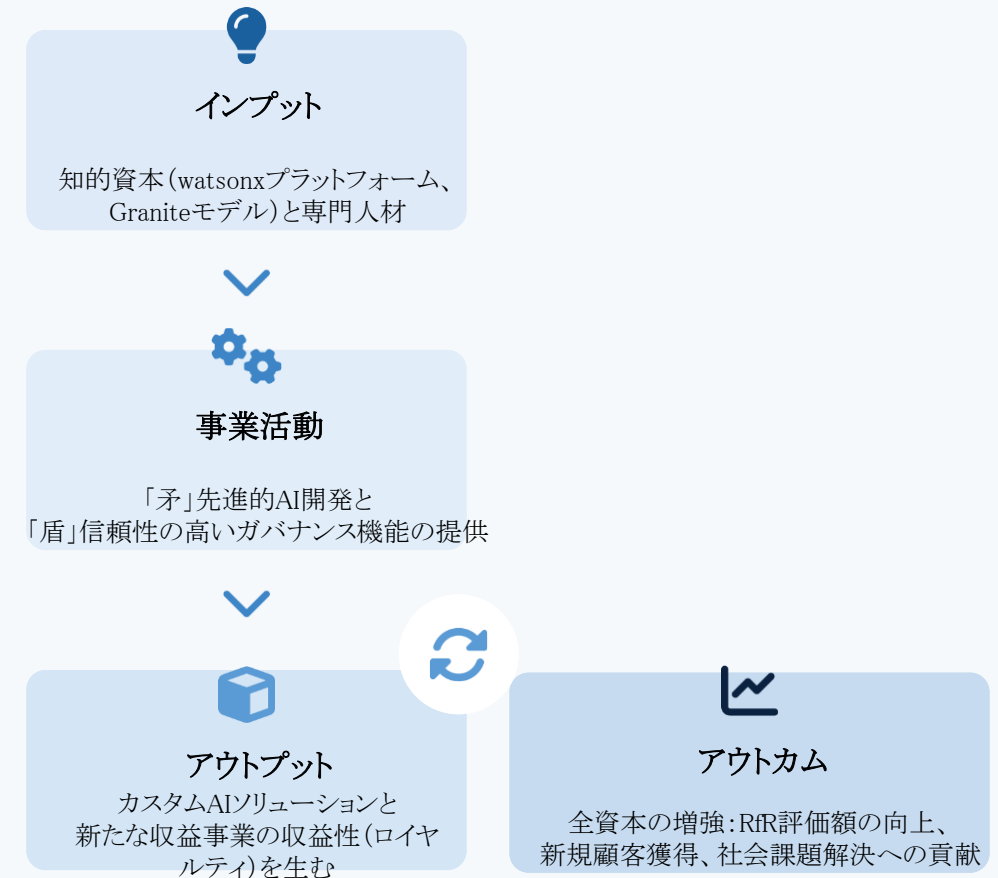 インプット
知的資本（watsonxプラットフォーム、
Graniteモデル）と専門人材
事業活動
「矛」先進的AI開発と
「盾」信頼性の高いガバナンス機能の提供
アウトプット
カスタムAIソリューションと
新たな収益事業の収益性（ロイヤ
ルティ）を生む
アウトカム
全資本の増強：RfR評価額の向上、
新規顧客獲得、社会課題解決への貢献